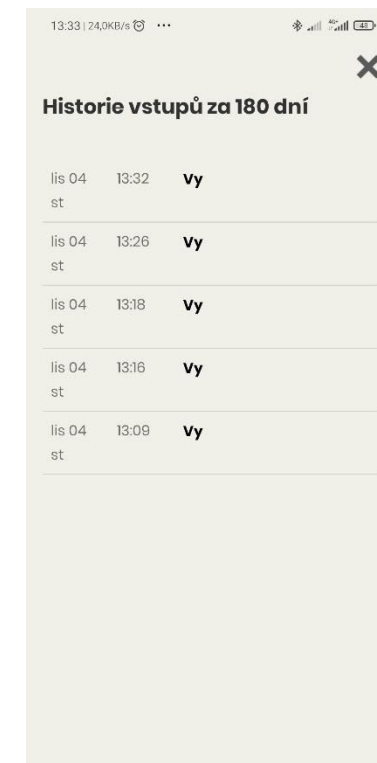 13:33 | 24,0KB/s ...
4G+ 48
Historie vstupů za 180 dní
lis 04 13:32 Vy
st
lis 04 13:26 Vy
st
lis 04 13:18 Vy
st
lis 04 13:16 Vy
st
lis 04 13:09 Vy
st